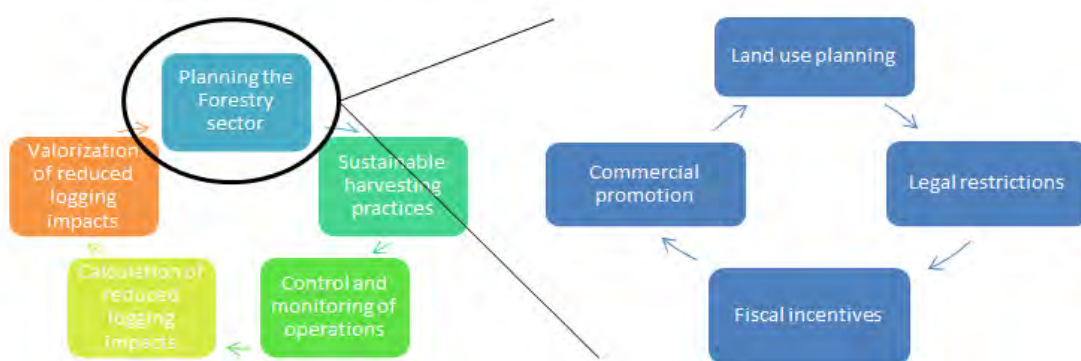 Planning the
Forestry
sector
Valorization
of reduced
logging
impacts
Sustainable
harvesting
practices
Calculation of
reduced
logging
impacts
Control and
monitoring of
operations
Land use planning
Commercial
promotion
Legal restrictions
Fiscal incentives